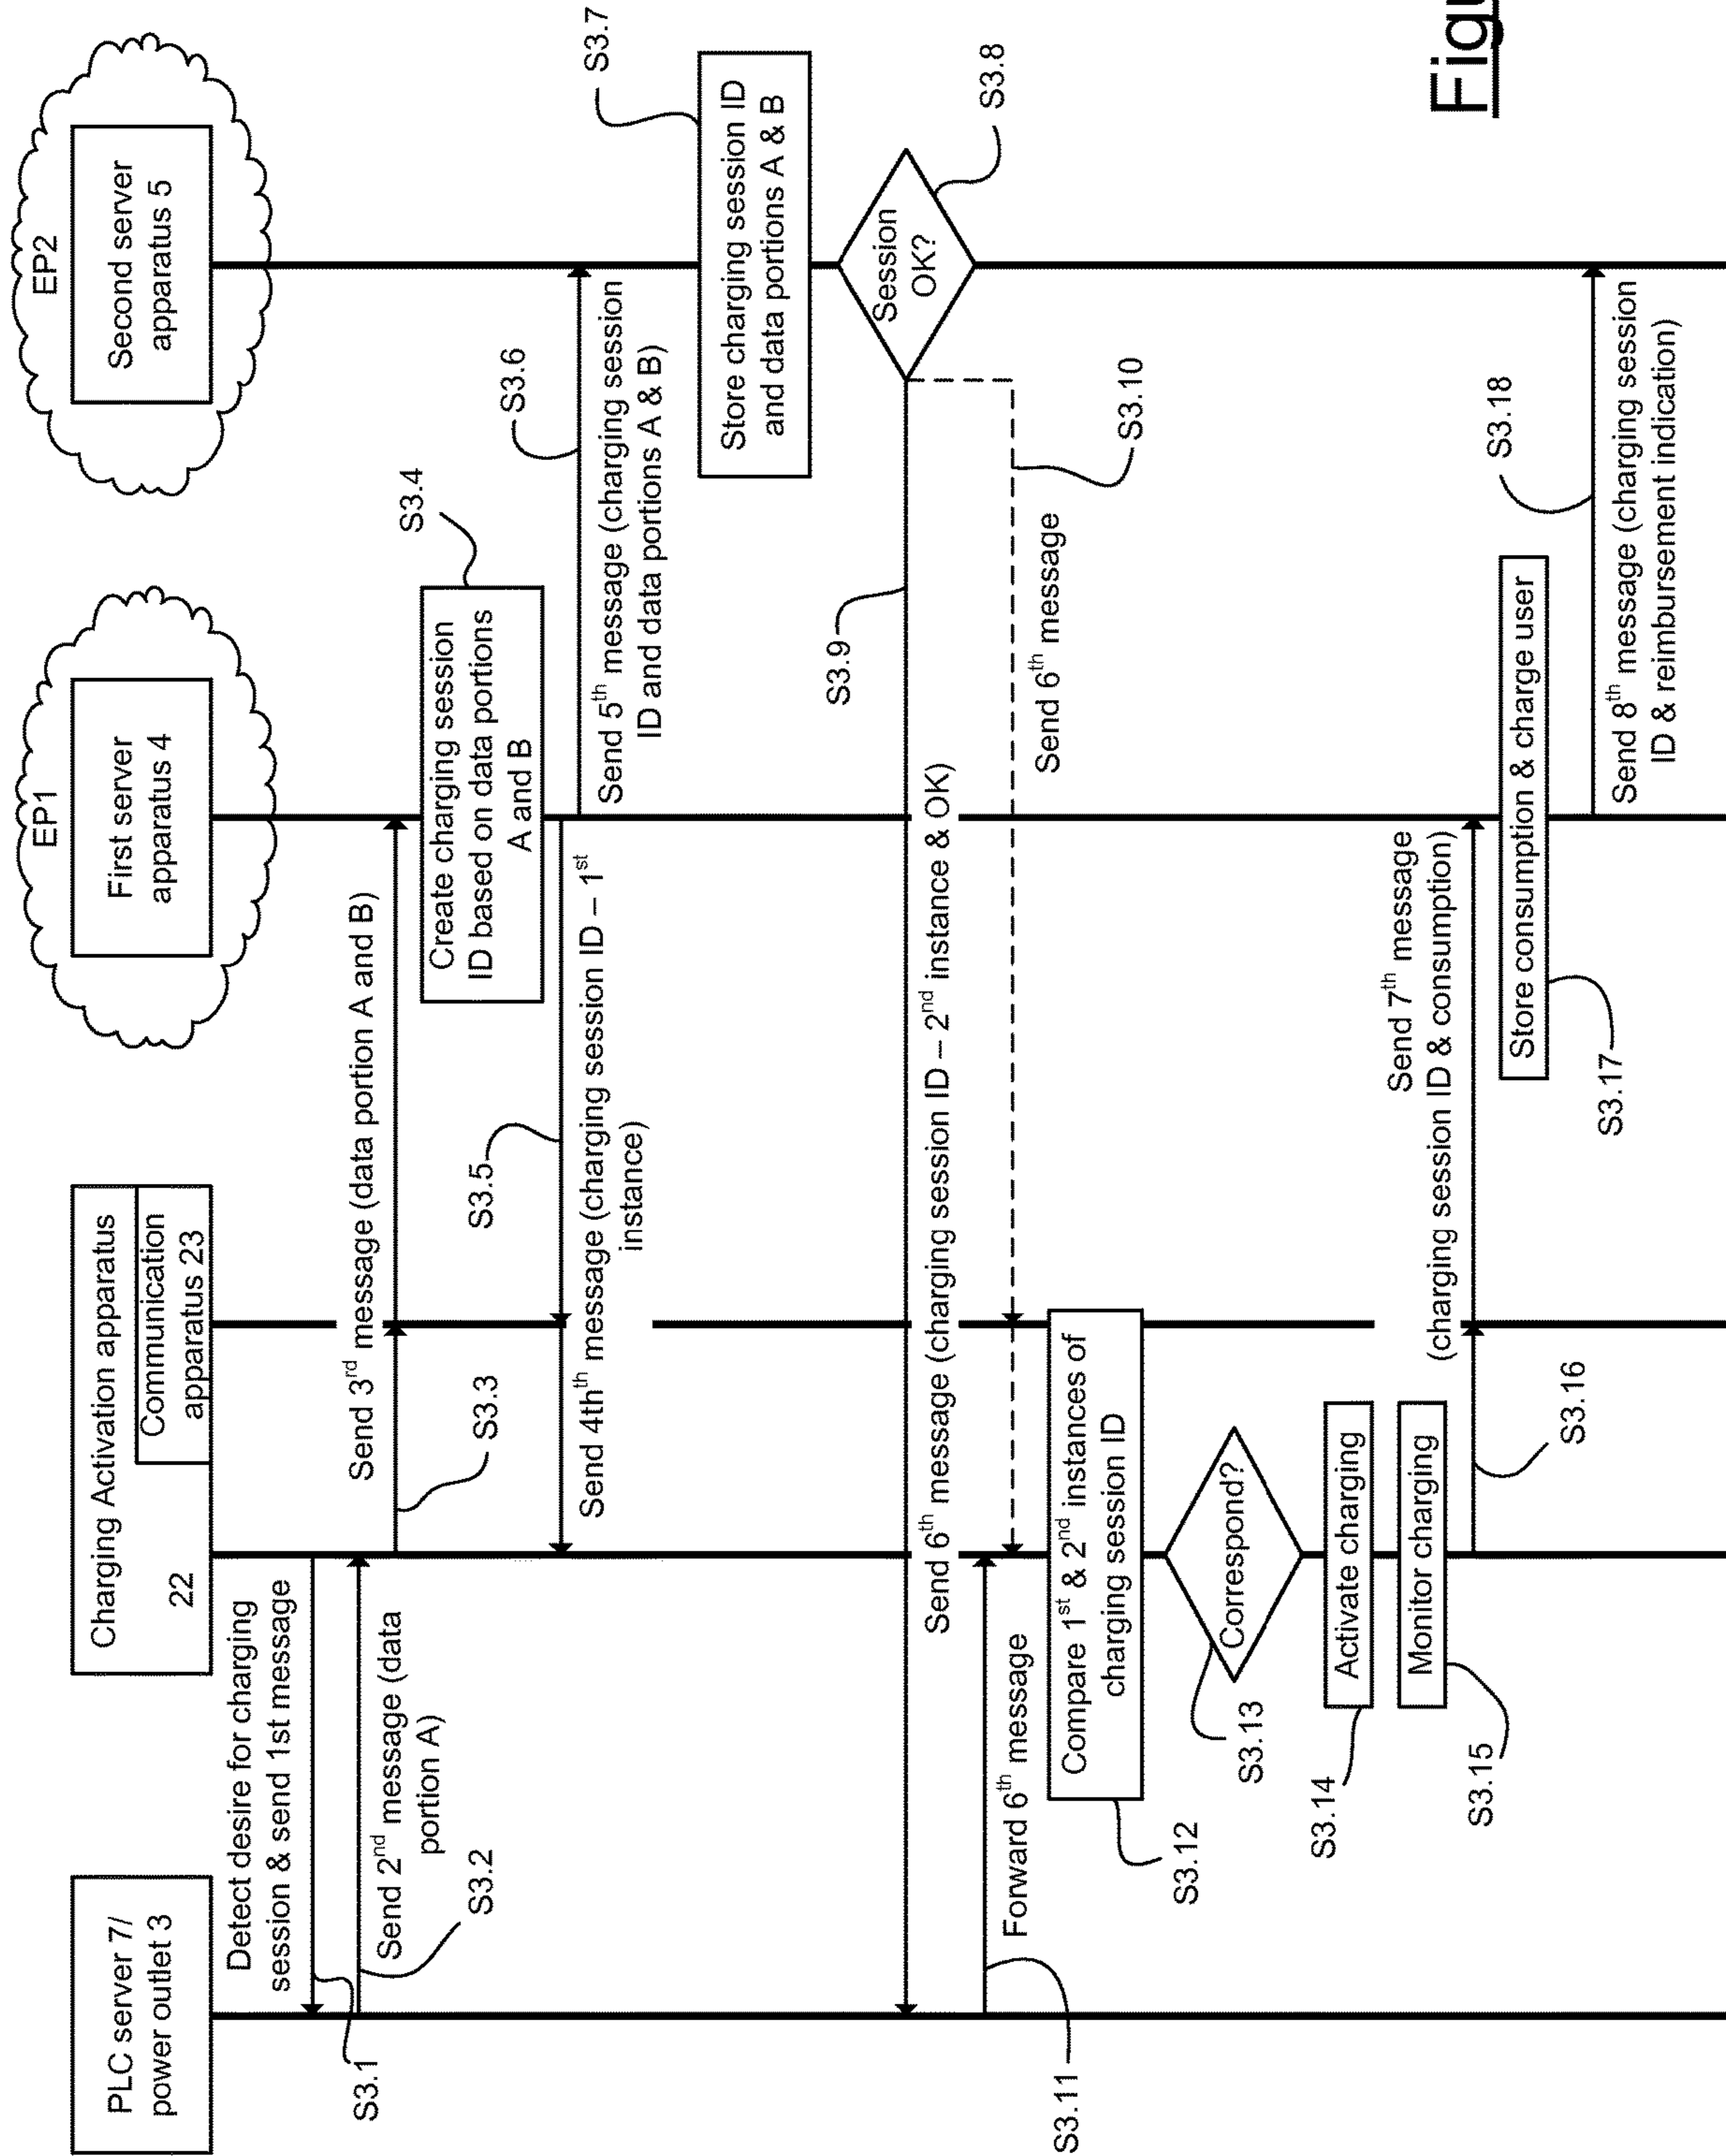 PLC server 7/
power outlet 3
Charging Activation apparatus
22
Communication
apparatus 23
EP1
First server
apparatus 4
EP2
Second server
apparatus 5
Detect desire for charging
session & send 1st message
S3.1
Send 2nd message (data
portion A)
S3.2
Send 3rd message (data portion A and B)
S3.3
S3.4
Create charging session
ID based on data portions
A and B
S3.5
Send 4thth message (charging session ID – 1st
instance)
S3.6
Send 5th message (charging session
ID and data portions A & B)
S3.7
Store charging session ID
and data portions A & B
Session
OK?
S3.8
S3.9
Send 6th message (charging session ID – 2nd instance & OK)
S3.10
Send 6th message
Forward 6th message
S3.11
Compare 1st & 2nd instances of
charging session ID
S3.12
Correspond?
S3.13
Activate charging
S3.14
Monitor charging
S3.15
Send 7th message
(charging session ID & consumption)
S3.16
Store consumption & charge user
S3.17
S3.18
Send 8th message (charging session
ID & reimbursement indication)